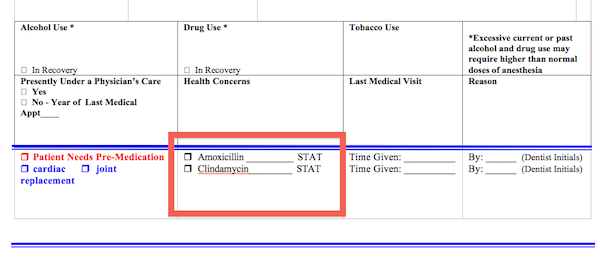 Alcohol Use * Drug Use * Tobacco Use
*Excessive current or past
alcohol and drug use may
require higher than normal
☐ In Recovery ☐ In Recovery doses of anesthesia
Presently Under a Physician's Care Health Concerns Last Medical Visit Reason
☐ Yes
☐ No - Year of Last Medical
Appt____
☐ Patient Needs Pre-Medication ☐ Amoxicillin __________ STAT Time Given: __________ By: ______ (Dentist Initials)
☐ cardiac ☐ joint ☐ Clindamycin __________ STAT Time Given: __________ By: ______ (Dentist Initials)
replacement